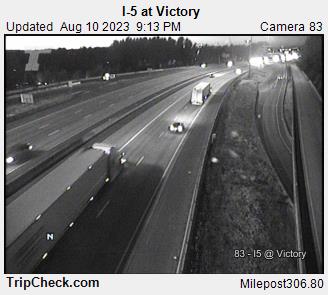 I-5 at Victory
Updated Aug 10 2023 9:13 PM Camera 83
N
83 - I5 @ Victory
TripCheck.com Milepost306.80